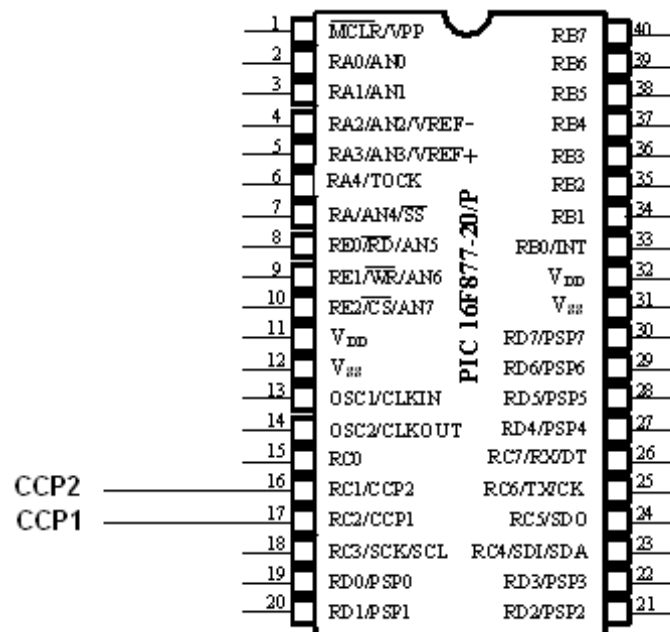 1 MCLR/VPP
2 RA0/AN0
3 RA1/AN1
4 RA2/AN2/VREF-
5 RA3/AN3/VREF+
6 RA4/TOCK
7 RA/AN4/SS
8 RE0/RD/AN5
9 RE1/WR/AN6
10 RE2/CS/AN7
11 VDD
12 Vss
13 OSC1/CLKIN
14 OSC2/CLKOUT
15 RC0
CCP2 16 RC1/CCP2
CCP1 17 RC2/CCP1
18 RC3/SCK/SCL
19 RD0/PSP0
20 RD1/PSP1
PIC 16F877-20/P
RB7 40
RB6 39
RB5 38
RB4 37
RB3 36
RB2 35
RB1 34
RB0/INT 33
VDD 32
Vss 31
RD7/PSP7 30
RD6/PSP6 29
RD5/PSP5 28
RD4/PSP4 27
RC7/RX/DT 26
RC6/TX/CK 25
RC5/SDO 24
RC4/SDI/SDA 23
RD3/PSP3 22
RD2/PSP2 21